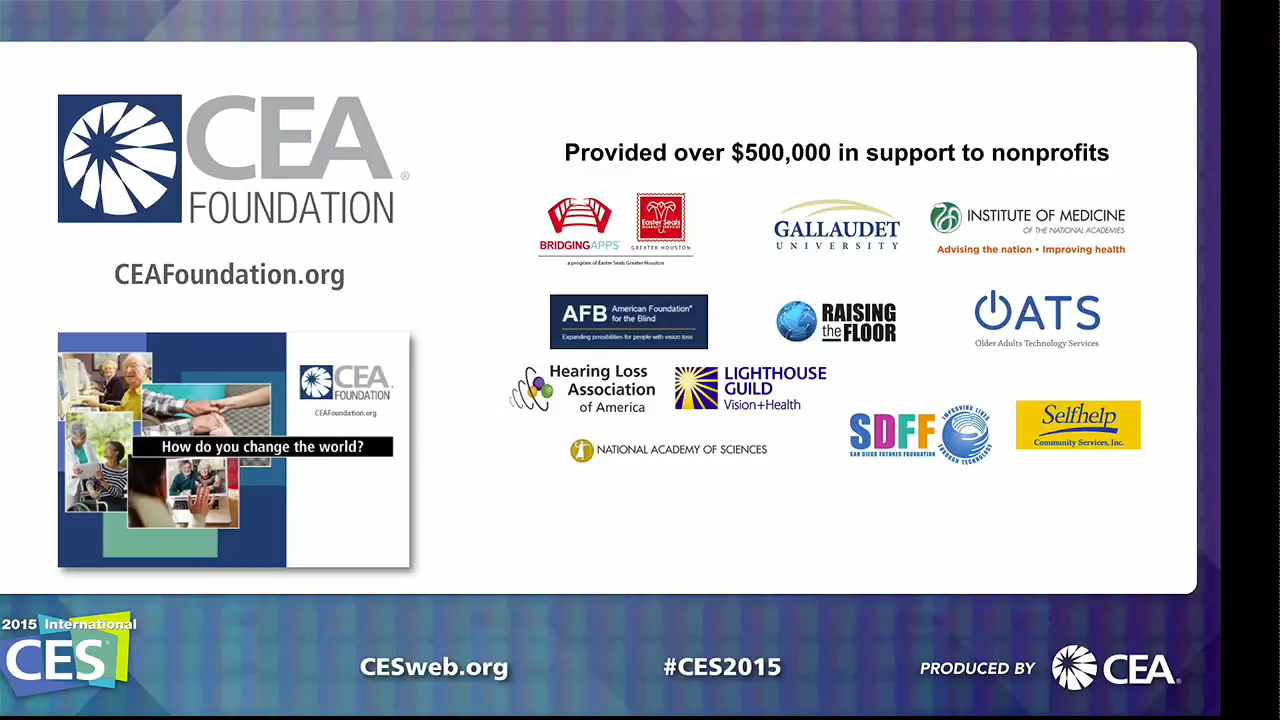 CEA
FOUNDATION
CEAFoundation.org
CEA
FOUNDATION
CEAFoundation.org
How do you change the world?
Provided over $500,000 in support to nonprofits
BRIDGINGAPPS
Easter Seals
DISABILITY SERVICES
GREATER HOUSTON
a program of Easter Seals Greater Houston
GALLAUDET
UNIVERSITY
INSTITUTE OF MEDICINE
OF THE NATIONAL ACADEMIES
Advising the nation • Improving health
AFB American Foundation®
for the Blind
Expanding possibilities for people with vision loss
RAISING
the FLOOR
OATS
Older Adults Technology Services
Hearing Loss
Association
of America
LIGHTHOUSE
GUILD
Vision+Health
SDFF
SAN DIEGO FUTURES FOUNDATION
IMPROVING LIVES
THROUGH TECHNOLOGY
Selfhelp
Community Services, Inc.
NATIONAL ACADEMY OF SCIENCES
2015 International
CES
CESweb.org
#CES2015
PRODUCED BY
CEA®